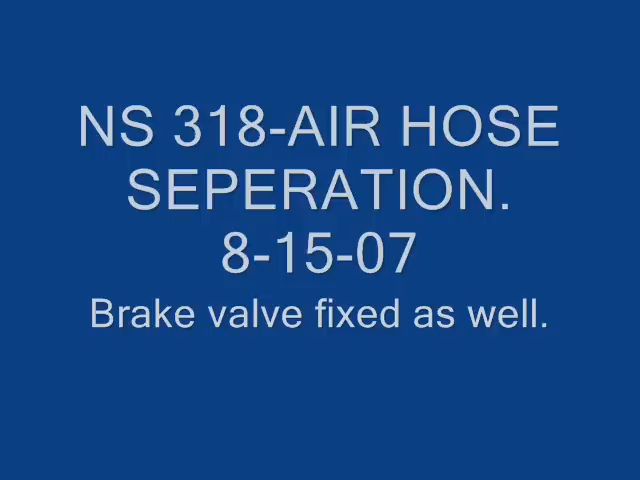 NS 318-AIR HOSE
SEPERATION.
8-15-07
Brake valve fixed as well.